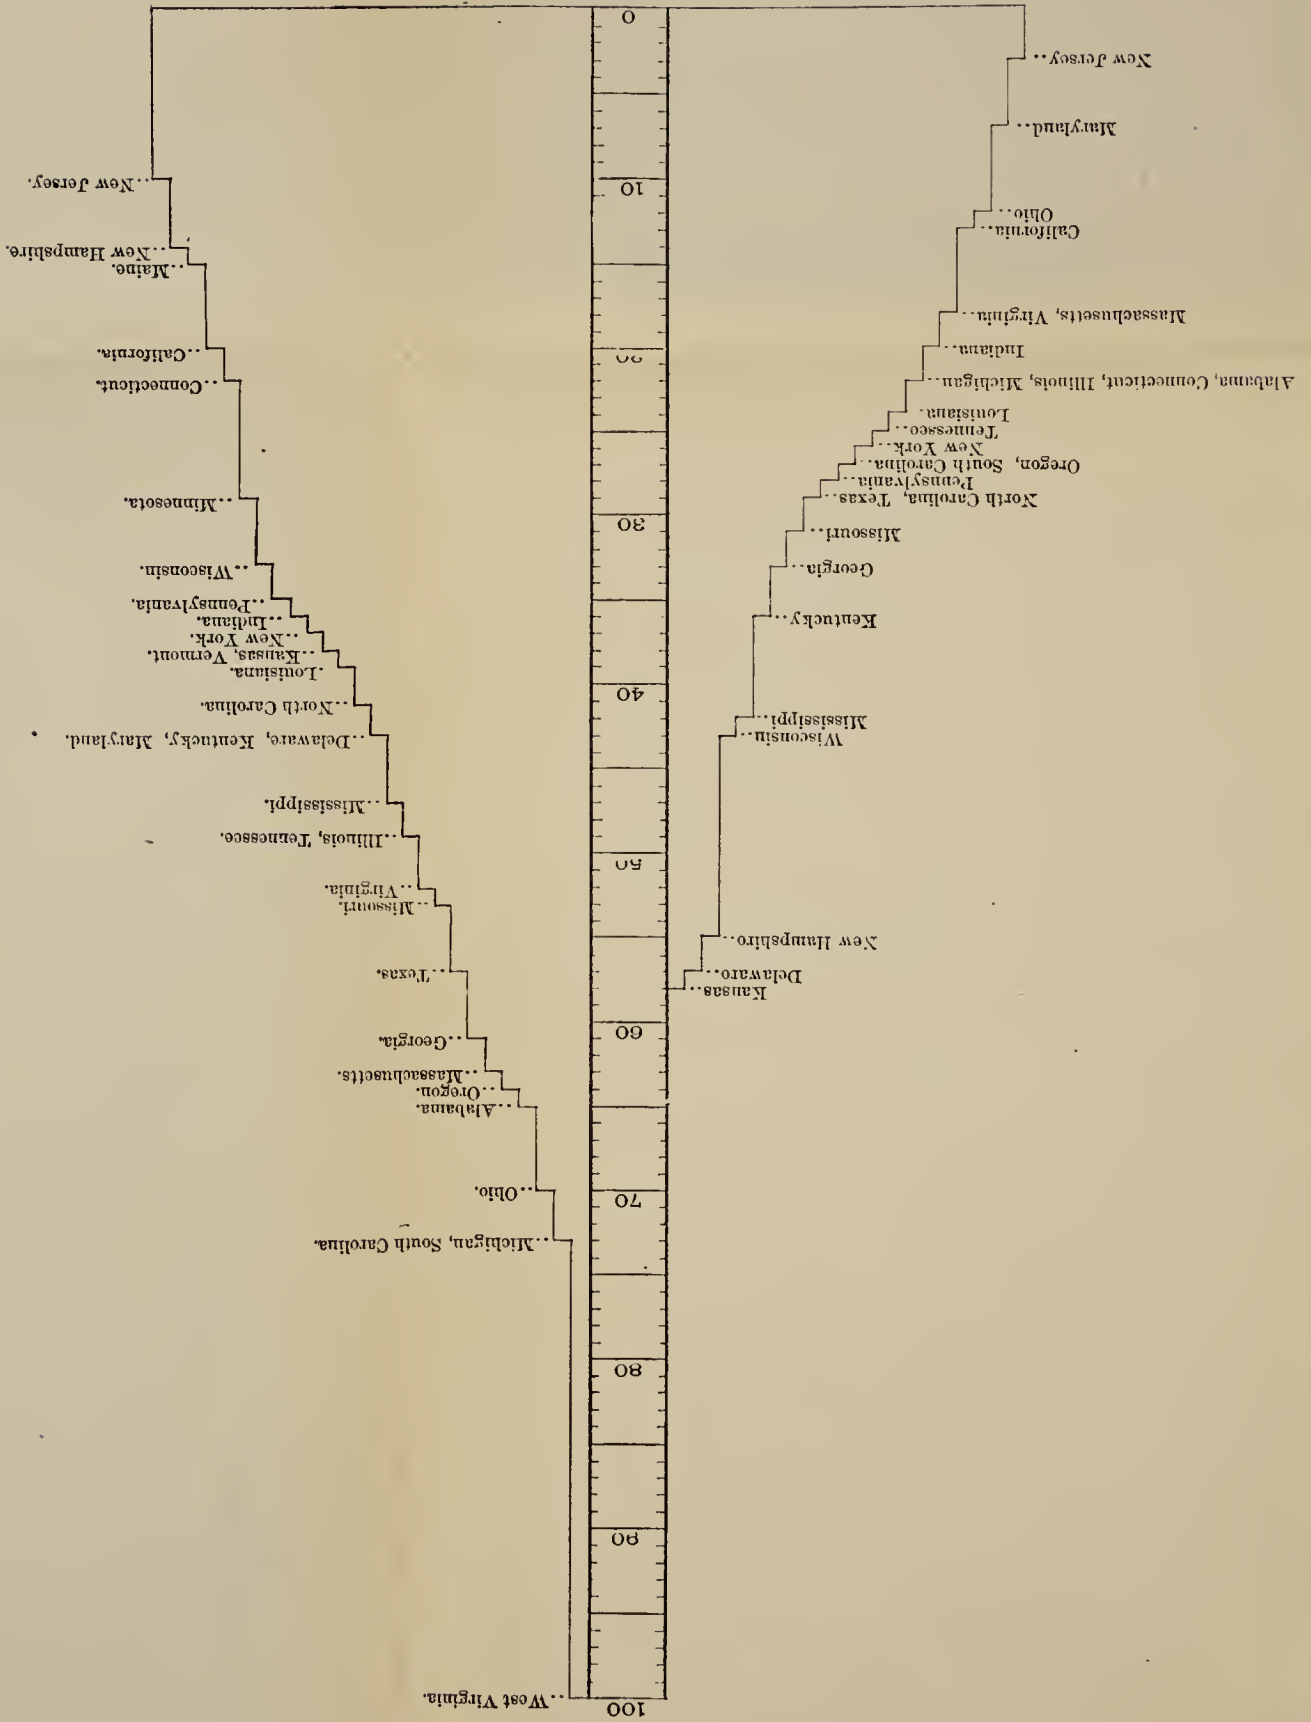 100
West Virginia.
90
80
Michigan, South Carolina.
70
Ohio.
Alabama.
Oregon.
Massachusetts.
Georgia.
60
Kansas
Delaware
Texas.
New Hampshire
Missouri.
Virginia.
50
Illinois, Tennessee.
Mississippi.
Wisconsin
Delaware, Kentucky, Maryland.
Mississippi
North Carolina.
40
Louisiana.
Kansas, Vermont.
New York.
Kentucky
Indiana.
Pennsylvania.
Georgia
Wisconsin.
Missouri
30
North Carolina, Texas
Minnesota.
Pennsylvania
Oregon, South Carolina
New York
Tennessee
Louisiana
Alabama, Connecticut, Illinois, Michigan
Connecticut.
20
Indiana
California.
Massachusetts, Virginia
Maine.
New Hampshire.
California
Ohio
10
New Jersey.
Maryland
New Jersey
0